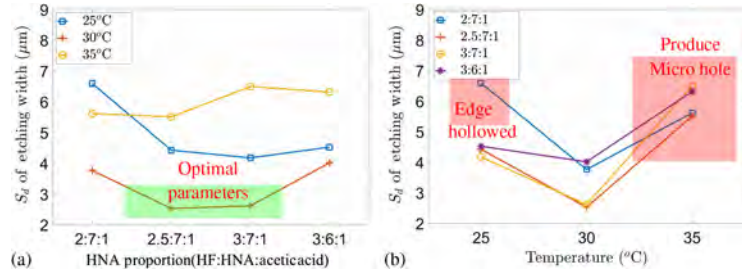 9
8
7
6
5
4
3
2
S_d of etching width (μm)
25°C
30°C
35°C
Optimal
parameters
2:7:1
2.5:7:1
3:7:1
3:6:1
HNA proportion(HF:HNA:aceticacid)
(a)
9
8
7
6
5
4
3
2
S_d of etching width (μm)
2:7:1
2.5:7:1
3:7:1
3:6:1
Edge
hollowed
Produce
Micro hole
25
30
35
Temperature (°C)
(b)